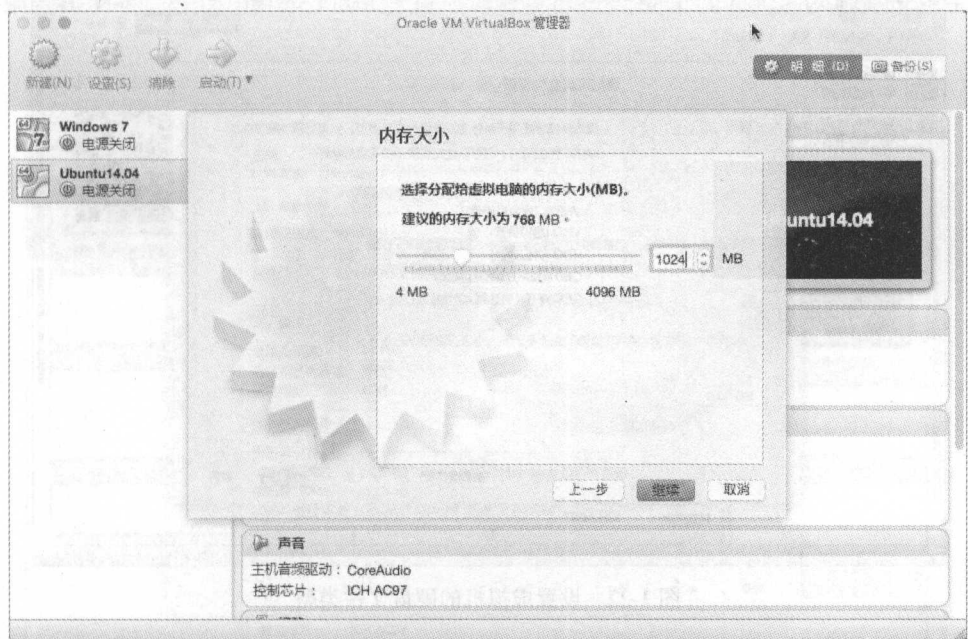 Oracle VM VirtualBox 管理器
新建(N) 设置(S) 清除 启动(T)
明细(D) 备份(S)
64 7 Windows 7
电源关闭
64 Ubuntu14.04
电源关闭
内存大小
选择分配给虚拟电脑的内存大小(MB)。
建议的内存大小为 768 MB。
1024 MB
4 MB 4096 MB
untu14.04
上一步 继续 取消
声音
主机音频驱动： CoreAudio
控制芯片： ICH AC97